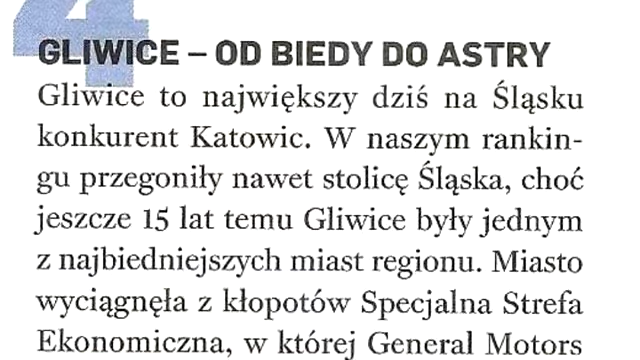 4
GLIWICE – OD BIEDY DO ASTRY
Gliwice to największy dziś na Śląsku
konkurent Katowic. W naszym rankin-
gu przegoniły nawet stolicę Śląska, choć
jeszcze 15 lat temu Gliwice były jednym
z najbiedniejszych miast regionu. Miasto
wyciągnęła z kłopotów Specjalna Strefa
Ekonomiczna, w której General Motors